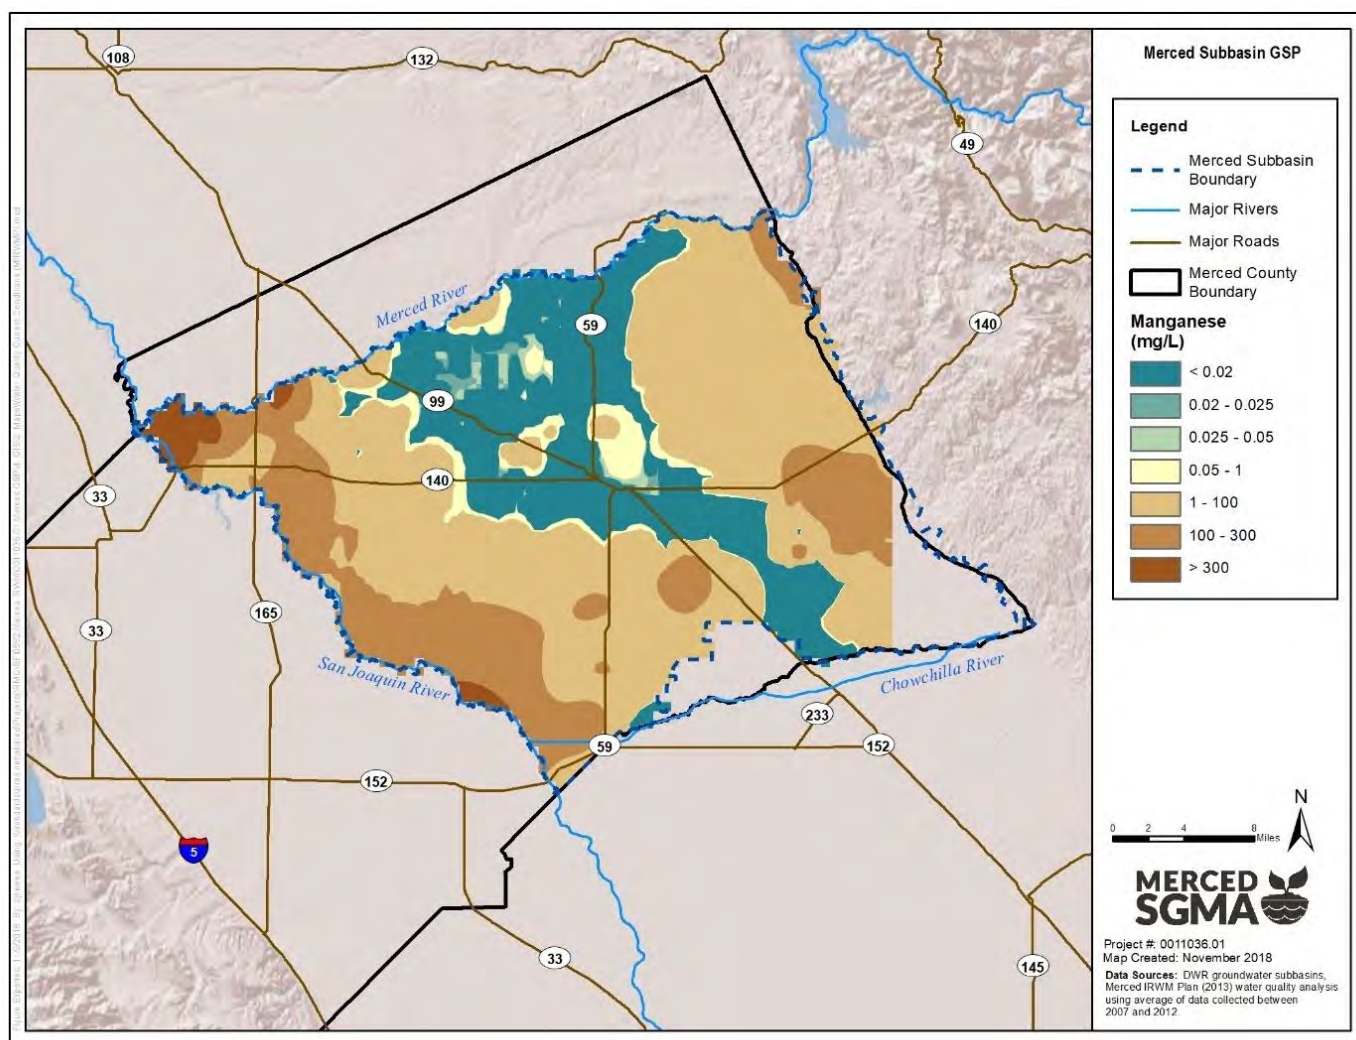 Merced Subbasin GSP
Legend
Merced Subbasin
Boundary
Major Rivers
Major Roads
Merced County
Boundary
Manganese
(mg/L)
< 0.02
0.02 - 0.025
0.025 - 0.05
0.05 - 1
1 - 100
100 - 300
> 300
108
132
49
Merced River
59
140
99
140
33
165
33
San Joaquin River
Chowchilla River
233
59
152
152
5
33
145
N
0 2 4 8
Miles
MERCED
SGMA
Project #: 0011036.01
Map Created: November 2018
Data Sources: DWR groundwater subbasins,
Merced IRWM Plan (2013) water quality analysis
using average of data collected between
2007 and 2012.